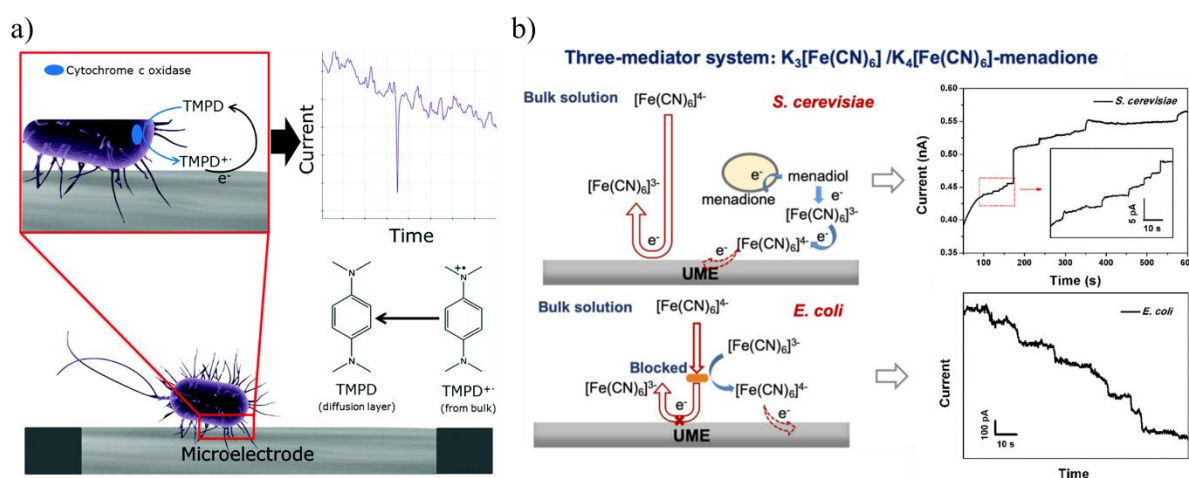 a)
Cytochrome c oxidase
TMPD
TMPD⁺·
e⁻
Current
Time
TMPD
(diffusion layer)
TMPD⁺·
(from bulk)
N
N
N⁺·
N
Microelectrode
b)
Three-mediator system: K₃[Fe(CN)₆] /K₄[Fe(CN)₆]-menadione
Bulk solution
[Fe(CN)₆]⁴⁻
S. cerevisiae
[Fe(CN)₆]³⁻
e⁻
e⁻
menadiol
menadione
e⁻
[Fe(CN)₆]³⁻
e⁻
[Fe(CN)₆]⁴⁻
e⁻
UME
Current (nA)
0.55
0.50
0.45
0.40
S. cerevisiae
5 pA
10 s
100
200
300
400
500
600
Time (s)
Bulk solution
[Fe(CN)₆]⁴⁻
E. coli
Blocked
[Fe(CN)₆]³⁻
[Fe(CN)₆]³⁻
[Fe(CN)₆]⁴⁻
e⁻
e⁻
UME
Current
E. coli
100 pA
10 s
Time